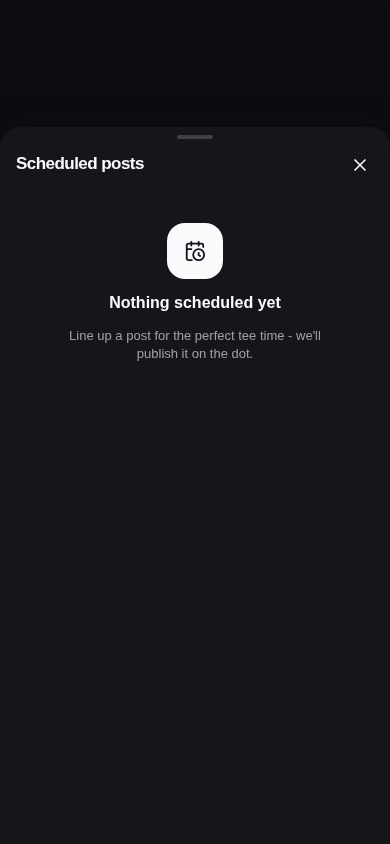 Scheduled posts
Nothing scheduled yet
Line up a post for the perfect tee time - we'll
publish it on the dot.